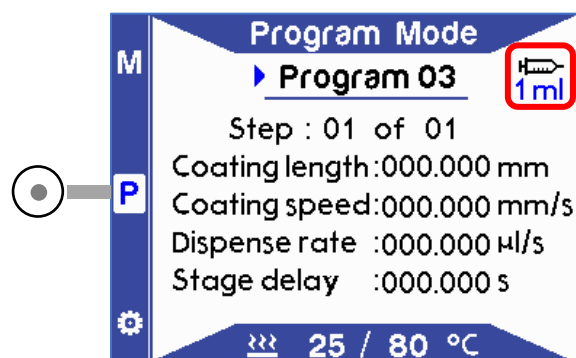 Program Mode
M
Program 03
1 ml
Step : 01 of 01
Coating length:000.000 mm
P
Coating speed:000.000 mm/s
Dispense rate :000.000 µl/s
Stage delay :000.000 s
25 / 80 °C